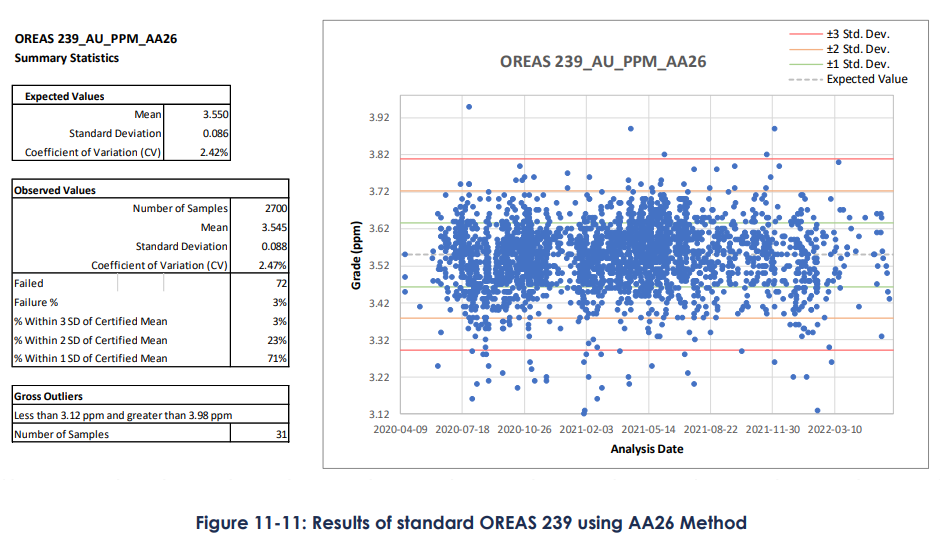 OREAS 239_AU_PPM_AA26
Summary Statistics
Expected Values
Mean 3.550
Standard Deviation 0.086
Coefficient of Variation (CV) 2.42%
Observed Values
Number of Samples 2700
Mean 3.545
Standard Deviation 0.088
Coefficient of Variation (CV) 2.47%
Failed 72
Failure % 3%
% Within 3 SD of Certified Mean 3%
% Within 2 SD of Certified Mean 23%
% Within 1 SD of Certified Mean 71%
Gross Outliers
Less than 3.12 ppm and greater than 3.98 ppm
Number of Samples 31
OREAS 239_AU_PPM_AA26
±3 Std. Dev.
±2 Std. Dev.
±1 Std. Dev.
Expected Value
Grade (ppm)
3.92
3.82
3.72
3.62
3.52
3.42
3.32
3.22
3.12
2020-04-09 2020-07-18 2020-10-26 2021-02-03 2021-05-14 2021-08-22 2021-11-30 2022-03-10
Analysis Date
Figure 11-11: Results of standard OREAS 239 using AA26 Method